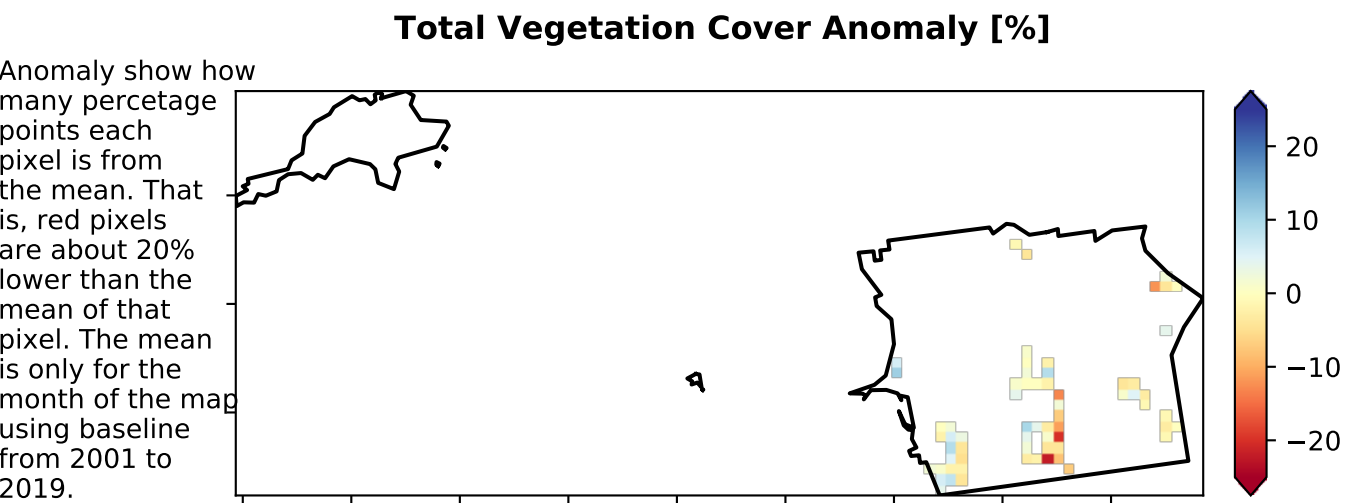 Total Vegetation Cover Anomaly [%]
Anomaly show how
many percetage
points each
pixel is from
the mean. That
is, red pixels
are about 20%
lower than the
mean of that
pixel. The mean
is only for the
month of the map
using baseline
from 2001 to
2019.
20
10
0
−10
−20